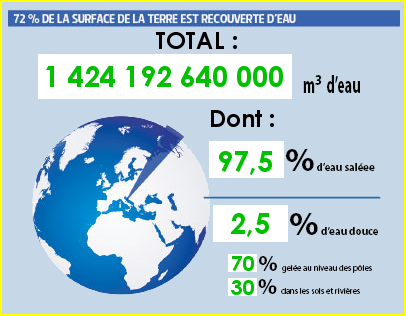 72 % DE LA SURFACE DE LA TERRE EST RECOUVERTE D'EAU
TOTAL :
1 424 192 640 000 m³ d'eau
Dont :
97,5 % d'eau saléee
2,5 % d'eau douce
70 % gelée au niveau des pôles
30 % dans les sols et rivières